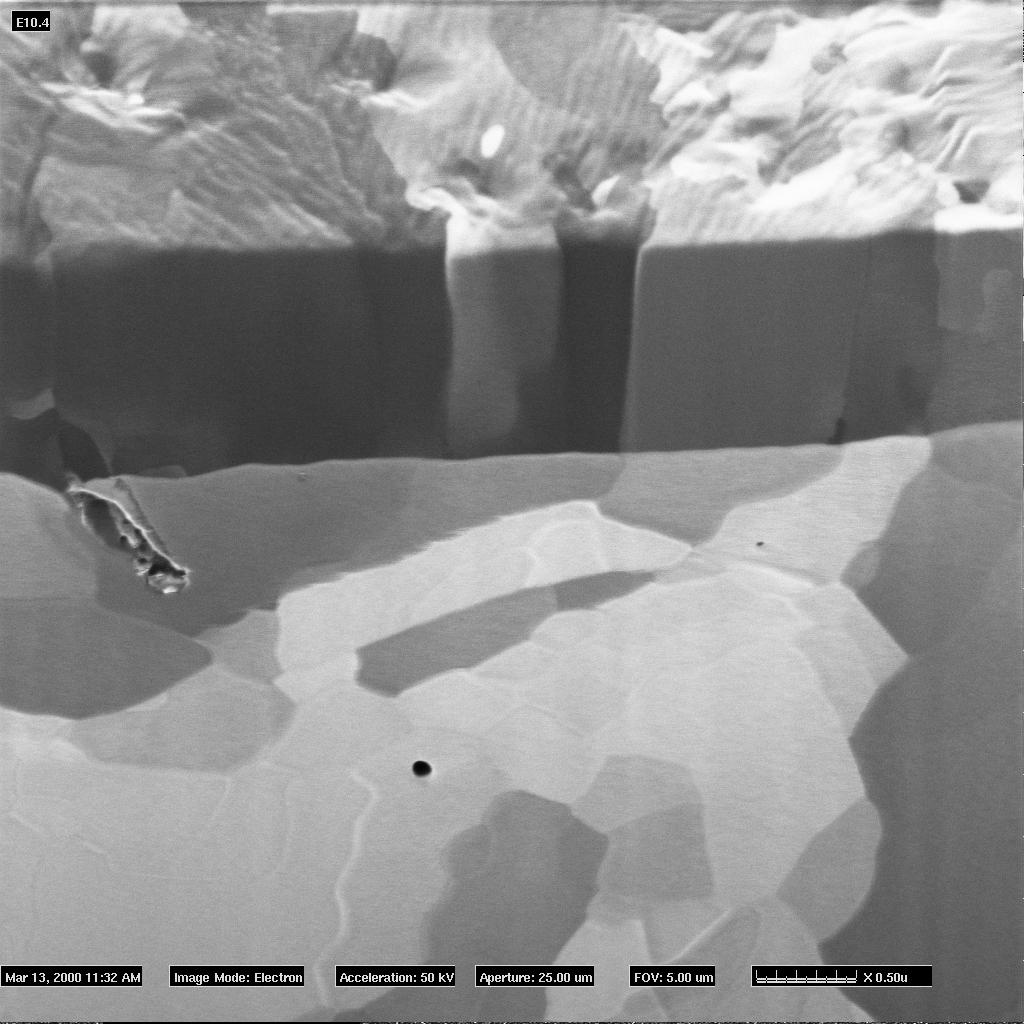 E10.4
Mar 13, 2000 11:32 AM
Image Mode: Electron
Acceleration: 50 kV
Aperture: 25.00 um
FOV: 5.00 um
X 0.50u